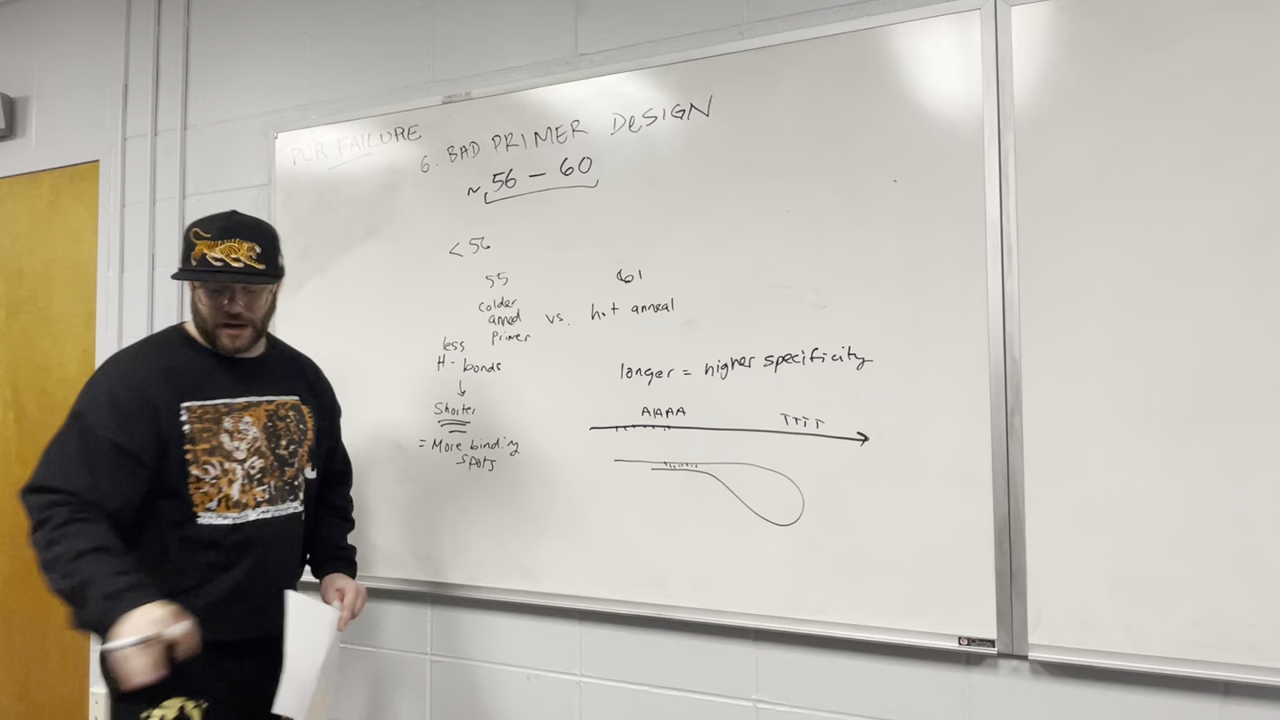 PCR FAILURE
6. BAD PRIMER DESIGN
~ 56 - 60
< 56
55
61
colder
anneal
primer
vs.
hot anneal
less
H-bonds
↓
Shorter
= More binding
spots
longer = higher specificity
AAAA
TTTT